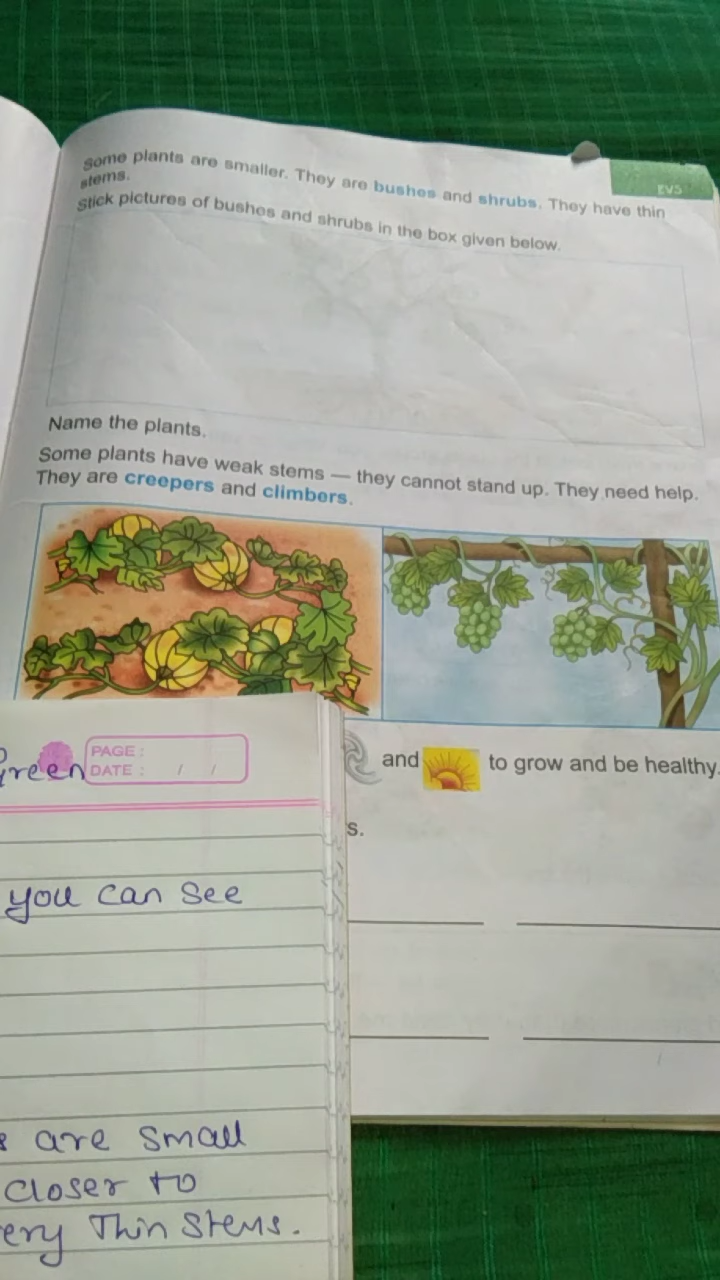 EVS
Some plants are smaller. They are bushes and shrubs. They have thin
stems.
Stick pictures of bushes and shrubs in the box given below.
Name the plants.
Some plants have weak stems — they cannot stand up. They need help.
They are creepers and climbers.
and to grow and be healthy.
s.
Green
PAGE :
DATE : / /
you can see
are small
closer to
ery Thin Stems.